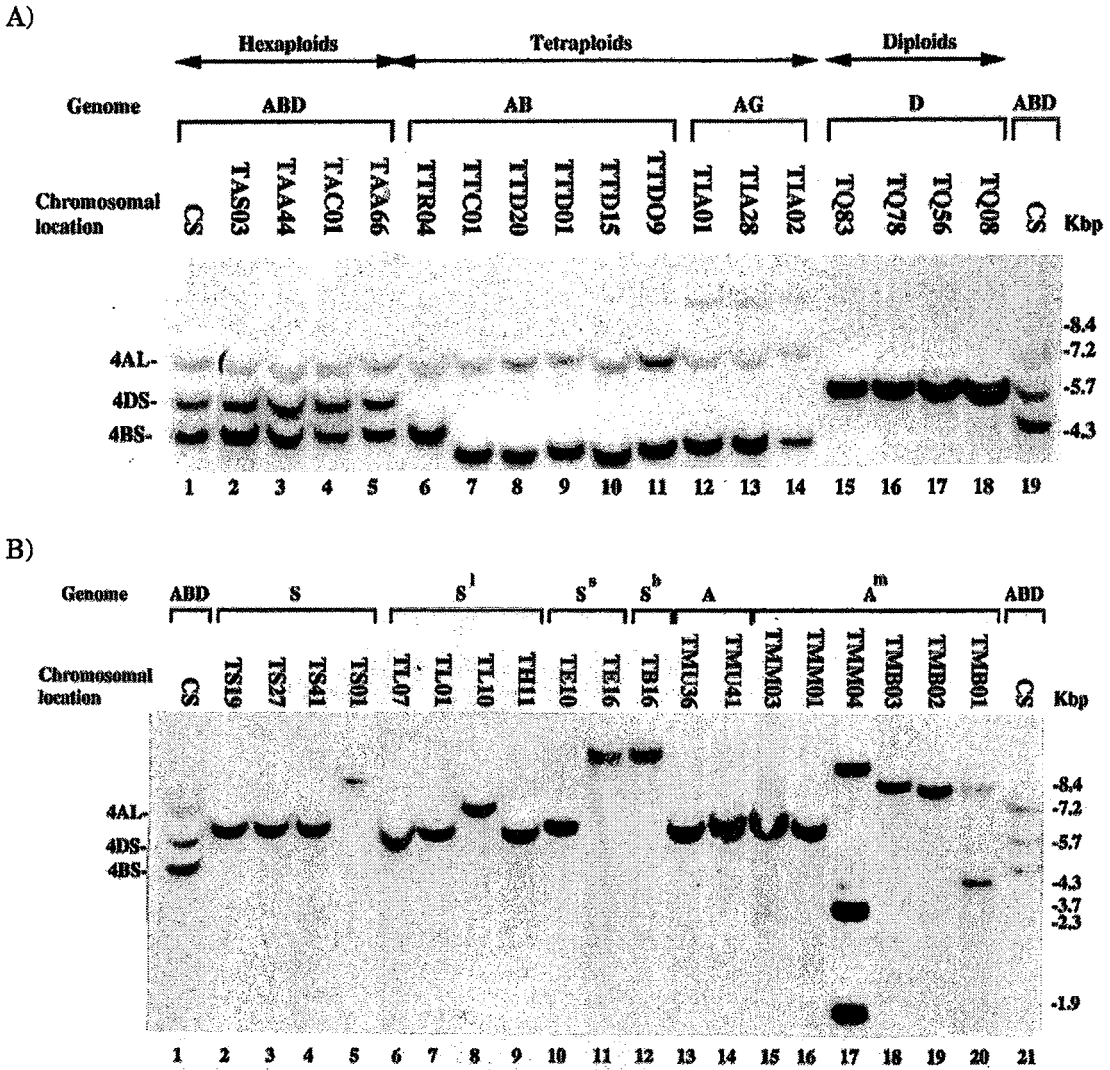 A)
Hexaploids Tetraploids Diploids
Genome ABD AB AG D ABD
Chromosomal location CS TAS03 TAA44 TAC01 TAA66 TTR04 TTC01 TTD20 TTD01 TTD15 TTDO9 TIA01 TIA28 TIA02 TQ83 TQ78 TQ56 TQ08 CS Kbp
-8.4
4AL- -7.2
4DS- -5.7
4BS- -4.3
1 2 3 4 5 6 7 8 9 10 11 12 13 14 15 16 17 18 19
B)
Genome ABD S S^l S^s S^b A A^m ABD
Chromosomal location CS TS19 TS27 TS41 TS01 TL07 TL01 TL10 TH11 TE10 TE16 TB16 TMU36 TMU41 TMM03 TMM01 TMM04 TMB03 TMB02 TMB01 CS Kbp
-8.4
4AL- -7.2
4DS- -5.7
4BS- -4.3
-3.7
-2.3
-1.9
1 2 3 4 5 6 7 8 9 10 11 12 13 14 15 16 17 18 19 20 21